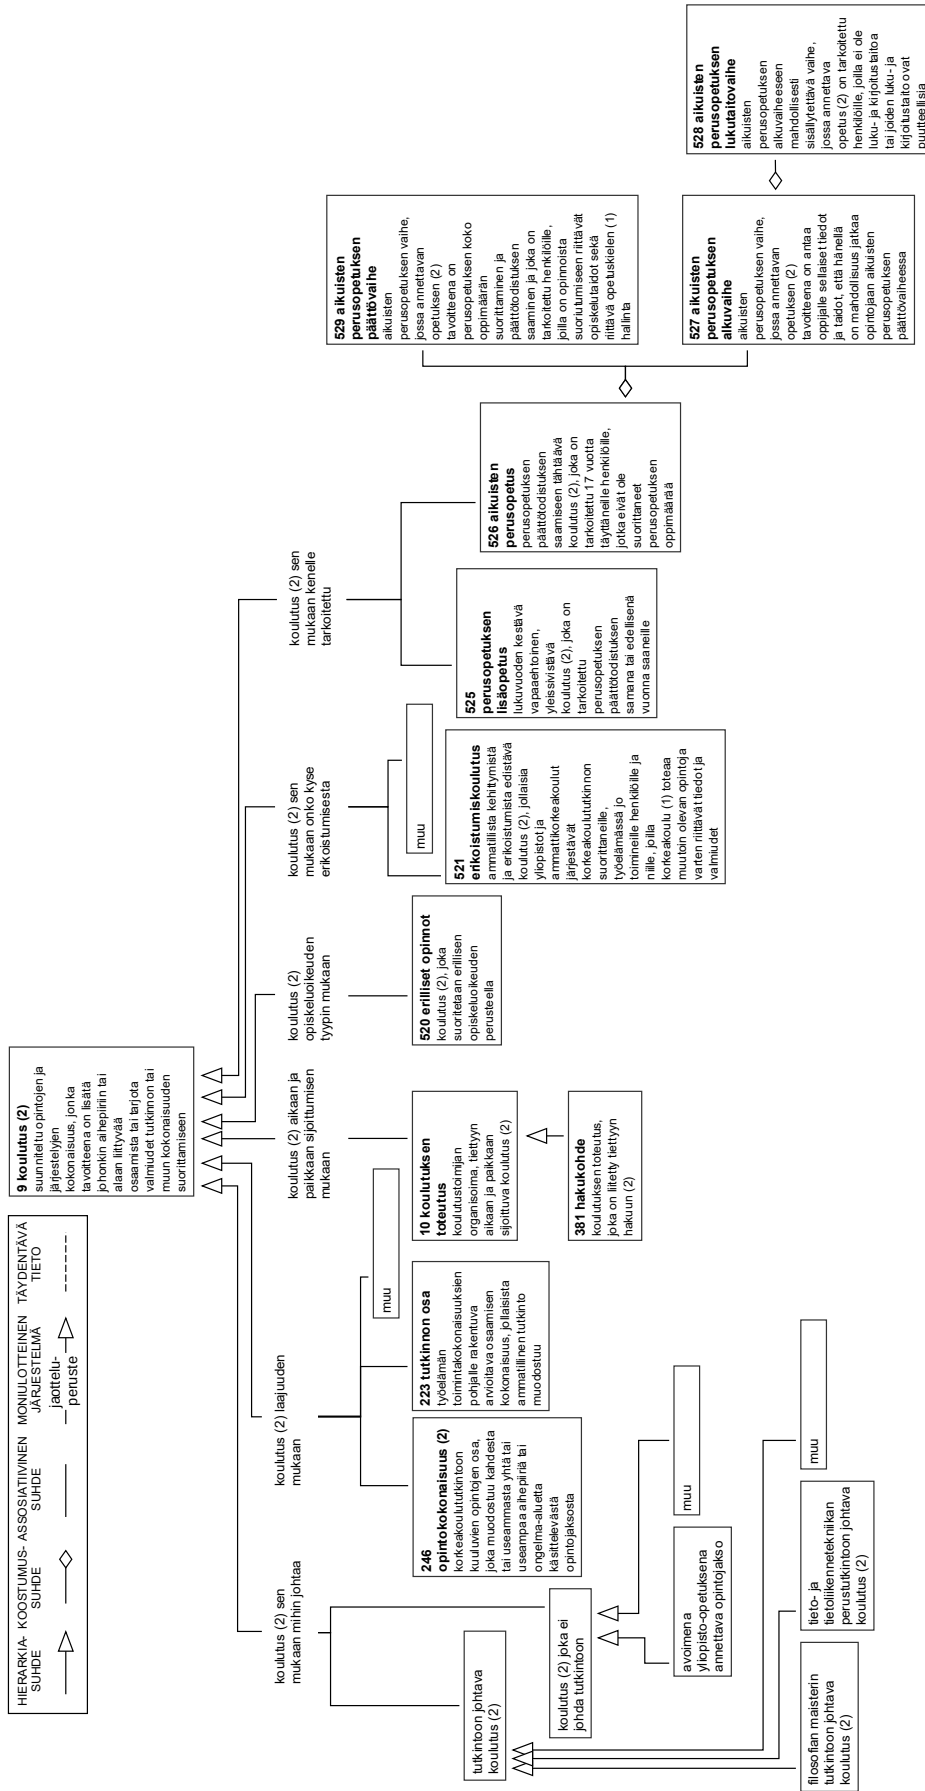 HIERARKIA-
SUHDE
KOOSTUMUS-
SUHDE
ASSOSIATIIVINEN
SUHDE
MONIULOTTEINEN
JÄRJESTELMÄ
TÄYDENTÄVÄ
TIETO
jaottelu-
peruste
9 koulutus (2)
suunniteltu opintojen ja
järjestelyjen
kokonaisuus, jonka
tavoitteena on lisätä
johonkin aihepiiriin tai
alaan liittyvää
osaamista tai tarjota
valmiudet tutkinnon tai
muun kokonaisuuden
suorittamiseen
koulutus (2) sen
mukaan mihin johtaa
koulutus (2) laajuuden
mukaan
koulutus (2) aikaan ja
paikkaan sijoittumisen
mukaan
koulutus (2)
opiskeluoikeuden
tyypin mukaan
koulutus (2) sen
mukaan onko kyse
erikoistumisesta
koulutus (2) sen
mukaan kenelle
tarkoitettu
tutkintoon johtava
koulutus (2)
koulutus (2) joka ei
johda tutkintoon
filosofian maisterin
tutkintoon johtava
koulutus (2)
tieto- ja
tietoliikennetekniikan
perustutkintoon johtava
koulutus (2)
muu
avoimena
yliopisto-opetuksena
annettava opintojakso
muu
246
opintokokonaisuus (2)
korkeakoulututkintoon
kuuluvien opintojen osa,
joka muodostuu kahdesta
tai useammasta yhtä tai
useampaa aihepiiriä tai
ongelma-aluetta
käsittelevästä
opintojaksosta
223 tutkinnon osa
työelämän
toimintakokonaisuuksien
pohjalle rakentuva
arvioitava osaamisen
kokonaisuus, jollaisista
ammatillinen tutkinto
muodostuu
muu
10 koulutuksen
toteutus
koulutustoimijan
organisoima, tiettyyn
aikaan ja paikkaan
sijoittuva koulutus (2)
381 hakukohde
koulutuksen toteutus,
joka on liitetty tiettyyn
hakuun (2)
520 erilliset opinnot
koulutus (2), joka
suoritetaan erillisen
opiskeluoikeuden
perusteella
521
erikoistumiskoulutus
ammatillista kehittymistä
ja erikoistumista edistävä
koulutus (2), jollaisia
yliopistot ja
ammattikorkeakoulut
järjestävät
korkeakoulututkinnon
suorittaneille,
työelämässä jo
toimineille henkilöille ja
niille, joilla
korkeakoulu (1) toteaa
muutoin olevan opintoja
varten riittävät tiedot ja
valmiudet
muu
525
perusopetuksen
lisäopetus
lukuvuoden kestävä
vapaaehtoinen,
yleissivistävä
koulutus (2), joka on
tarkoitettu
perusopetuksen
päättötodistuksen
samana tai edellisenä
vuonna saaneille
526 aikuisten
perusopetus
perusopetuksen
päättötodistuksen
saamiseen tähtäävä
koulutus (2), joka on
tarkoitettu 17 vuotta
täyttäneille henkilöille,
jotka eivät ole
suorittaneet
perusopetuksen
oppimäärää
529 aikuisten
perusopetuksen
päättövaihe
aikuisten
perusopetuksen vaihe,
jossa annettavan
opetuksen (2)
tavoitteena on
perusopetuksen koko
oppimäärän
suorittaminen ja
päättötodistuksen
saaminen ja joka on
tarkoitettu henkilöille,
joilla on opinnoista
suoriutumiseen riittävät
opiskelutaidot sekä
riittävä opetuskielen (1)
hallinta
527 aikuisten
perusopetuksen
alkuvaihe
aikuisten
perusopetuksen vaihe,
jossa annettavan
opetuksen (2)
tavoitteena on antaa
oppijalle sellaiset tiedot
ja taidot, että hänellä
on mahdollisuus jatkaa
opintojaan aikuisten
perusopetuksen
päättövaiheessa
528 aikuisten
perusopetuksen
lukutaitovaihe
aikuisten
perusopetuksen
alkuvaiheeseen
mahdollisesti
sisällytettävä vaihe,
jossa annettava
opetus (2) on tarkoitettu
henkilöille, joilla ei ole
luku- ja kirjoitustaitoa
tai joiden luku- ja
kirjoitustaito ovat
puutteellisia